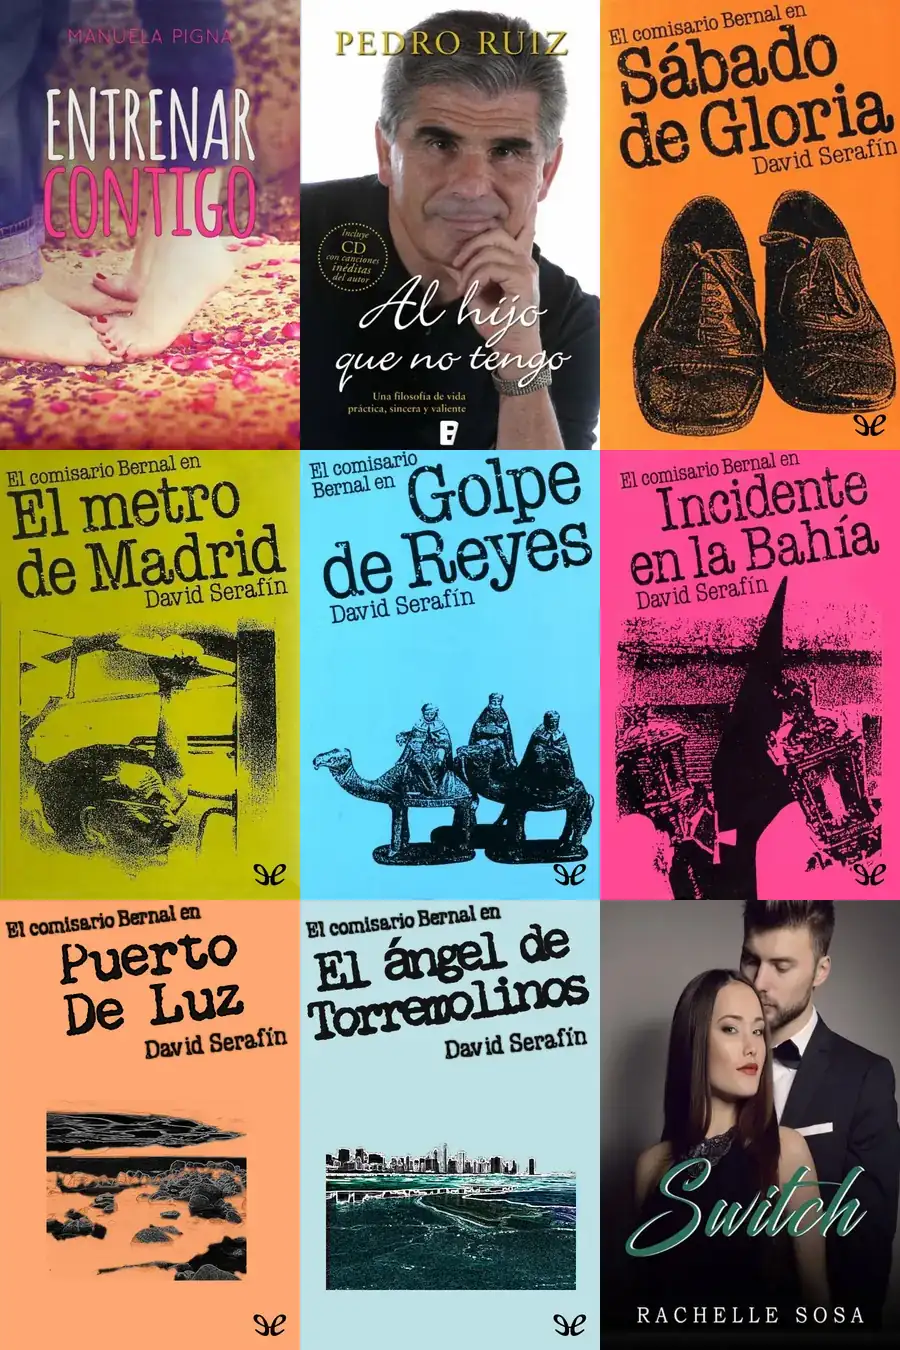 MANUELA PIGNA
ENTRENAR
CONTIGO
PEDRO RUIZ
Incluye
CD
con canciones
inéditas
del autor
Al hijo
que no tengo
Una filosofía de vida
práctica, sincera y valiente
B
El comisario Bernal en
Sábado
de Gloria
David Serafín
El comisario Bernal en
El metro
de Madrid
David Serafín
El comisario
Bernal en
Golpe
de Reyes
David Serafín
El comisario Bernal en
Incidente
en la Bahía
David Serafín
El comisario Bernal en
Puerto
De Luz
David Serafín
El comisario Bernal en
El ángel de
Torremolinos
David Serafín
Switch
RACHELLE SOSA